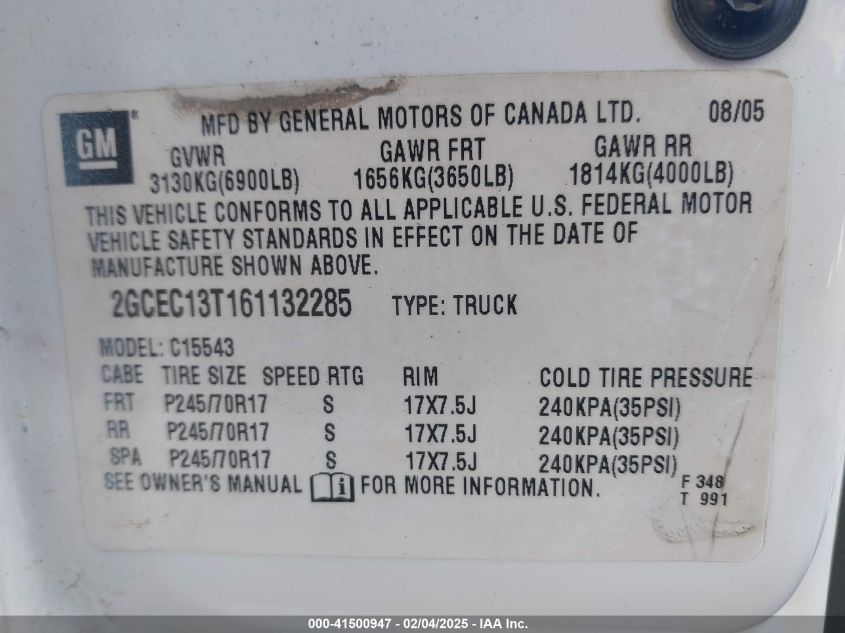 GM
MFD BY GENERAL MOTORS OF CANADA LTD. 08/05
GVWR GAWR FRT GAWR RR
3130KG(6900LB) 1656KG(3650LB) 1814KG(4000LB)
THIS VEHICLE CONFORMS TO ALL APPLICABLE U.S. FEDERAL MOTOR
VEHICLE SAFETY STANDARDS IN EFFECT ON THE DATE OF
MANUFACTURE SHOWN ABOVE.
2GCEC13T161132285 TYPE: TRUCK
MODEL: C15543
CABE TIRE SIZE SPEED RTG RIM COLD TIRE PRESSURE
FRT P245/70R17 S 17X7.5J 240KPA(35PSI)
RR P245/70R17 S 17X7.5J 240KPA(35PSI)
SPA P245/70R17 S 17X7.5J 240KPA(35PSI)
SEE OWNER'S MANUAL i FOR MORE INFORMATION. F 348
T 991
000-41500947 - 02/04/2025 - IAA Inc.